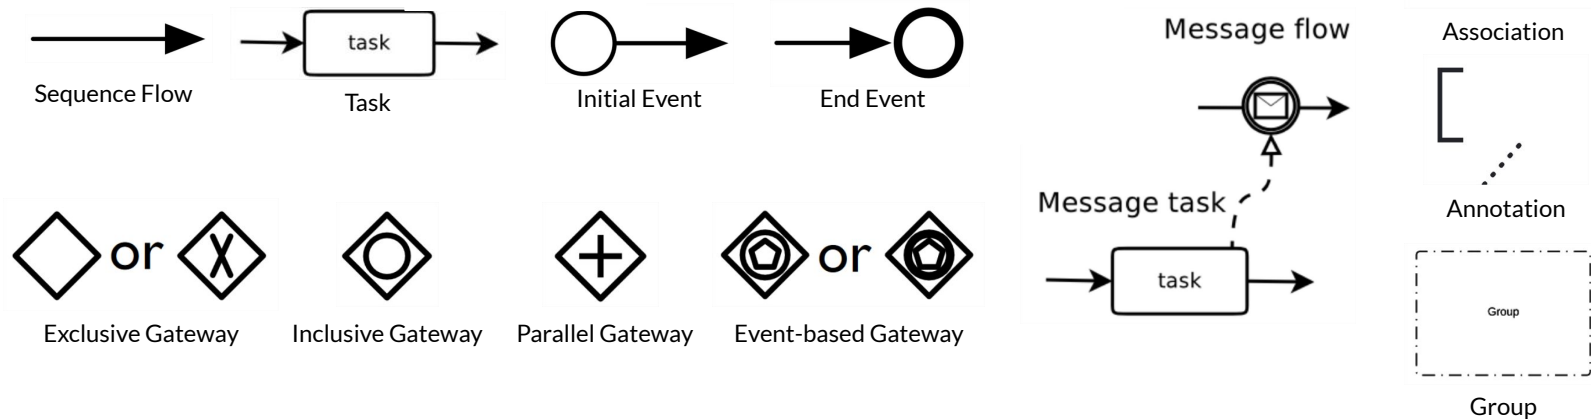 Sequence Flow
task
Task
Initial Event
End Event
Message flow
Association
or
Exclusive Gateway
Inclusive Gateway
Parallel Gateway
or
Event-based Gateway
Message task
task
Annotation
Group
Group